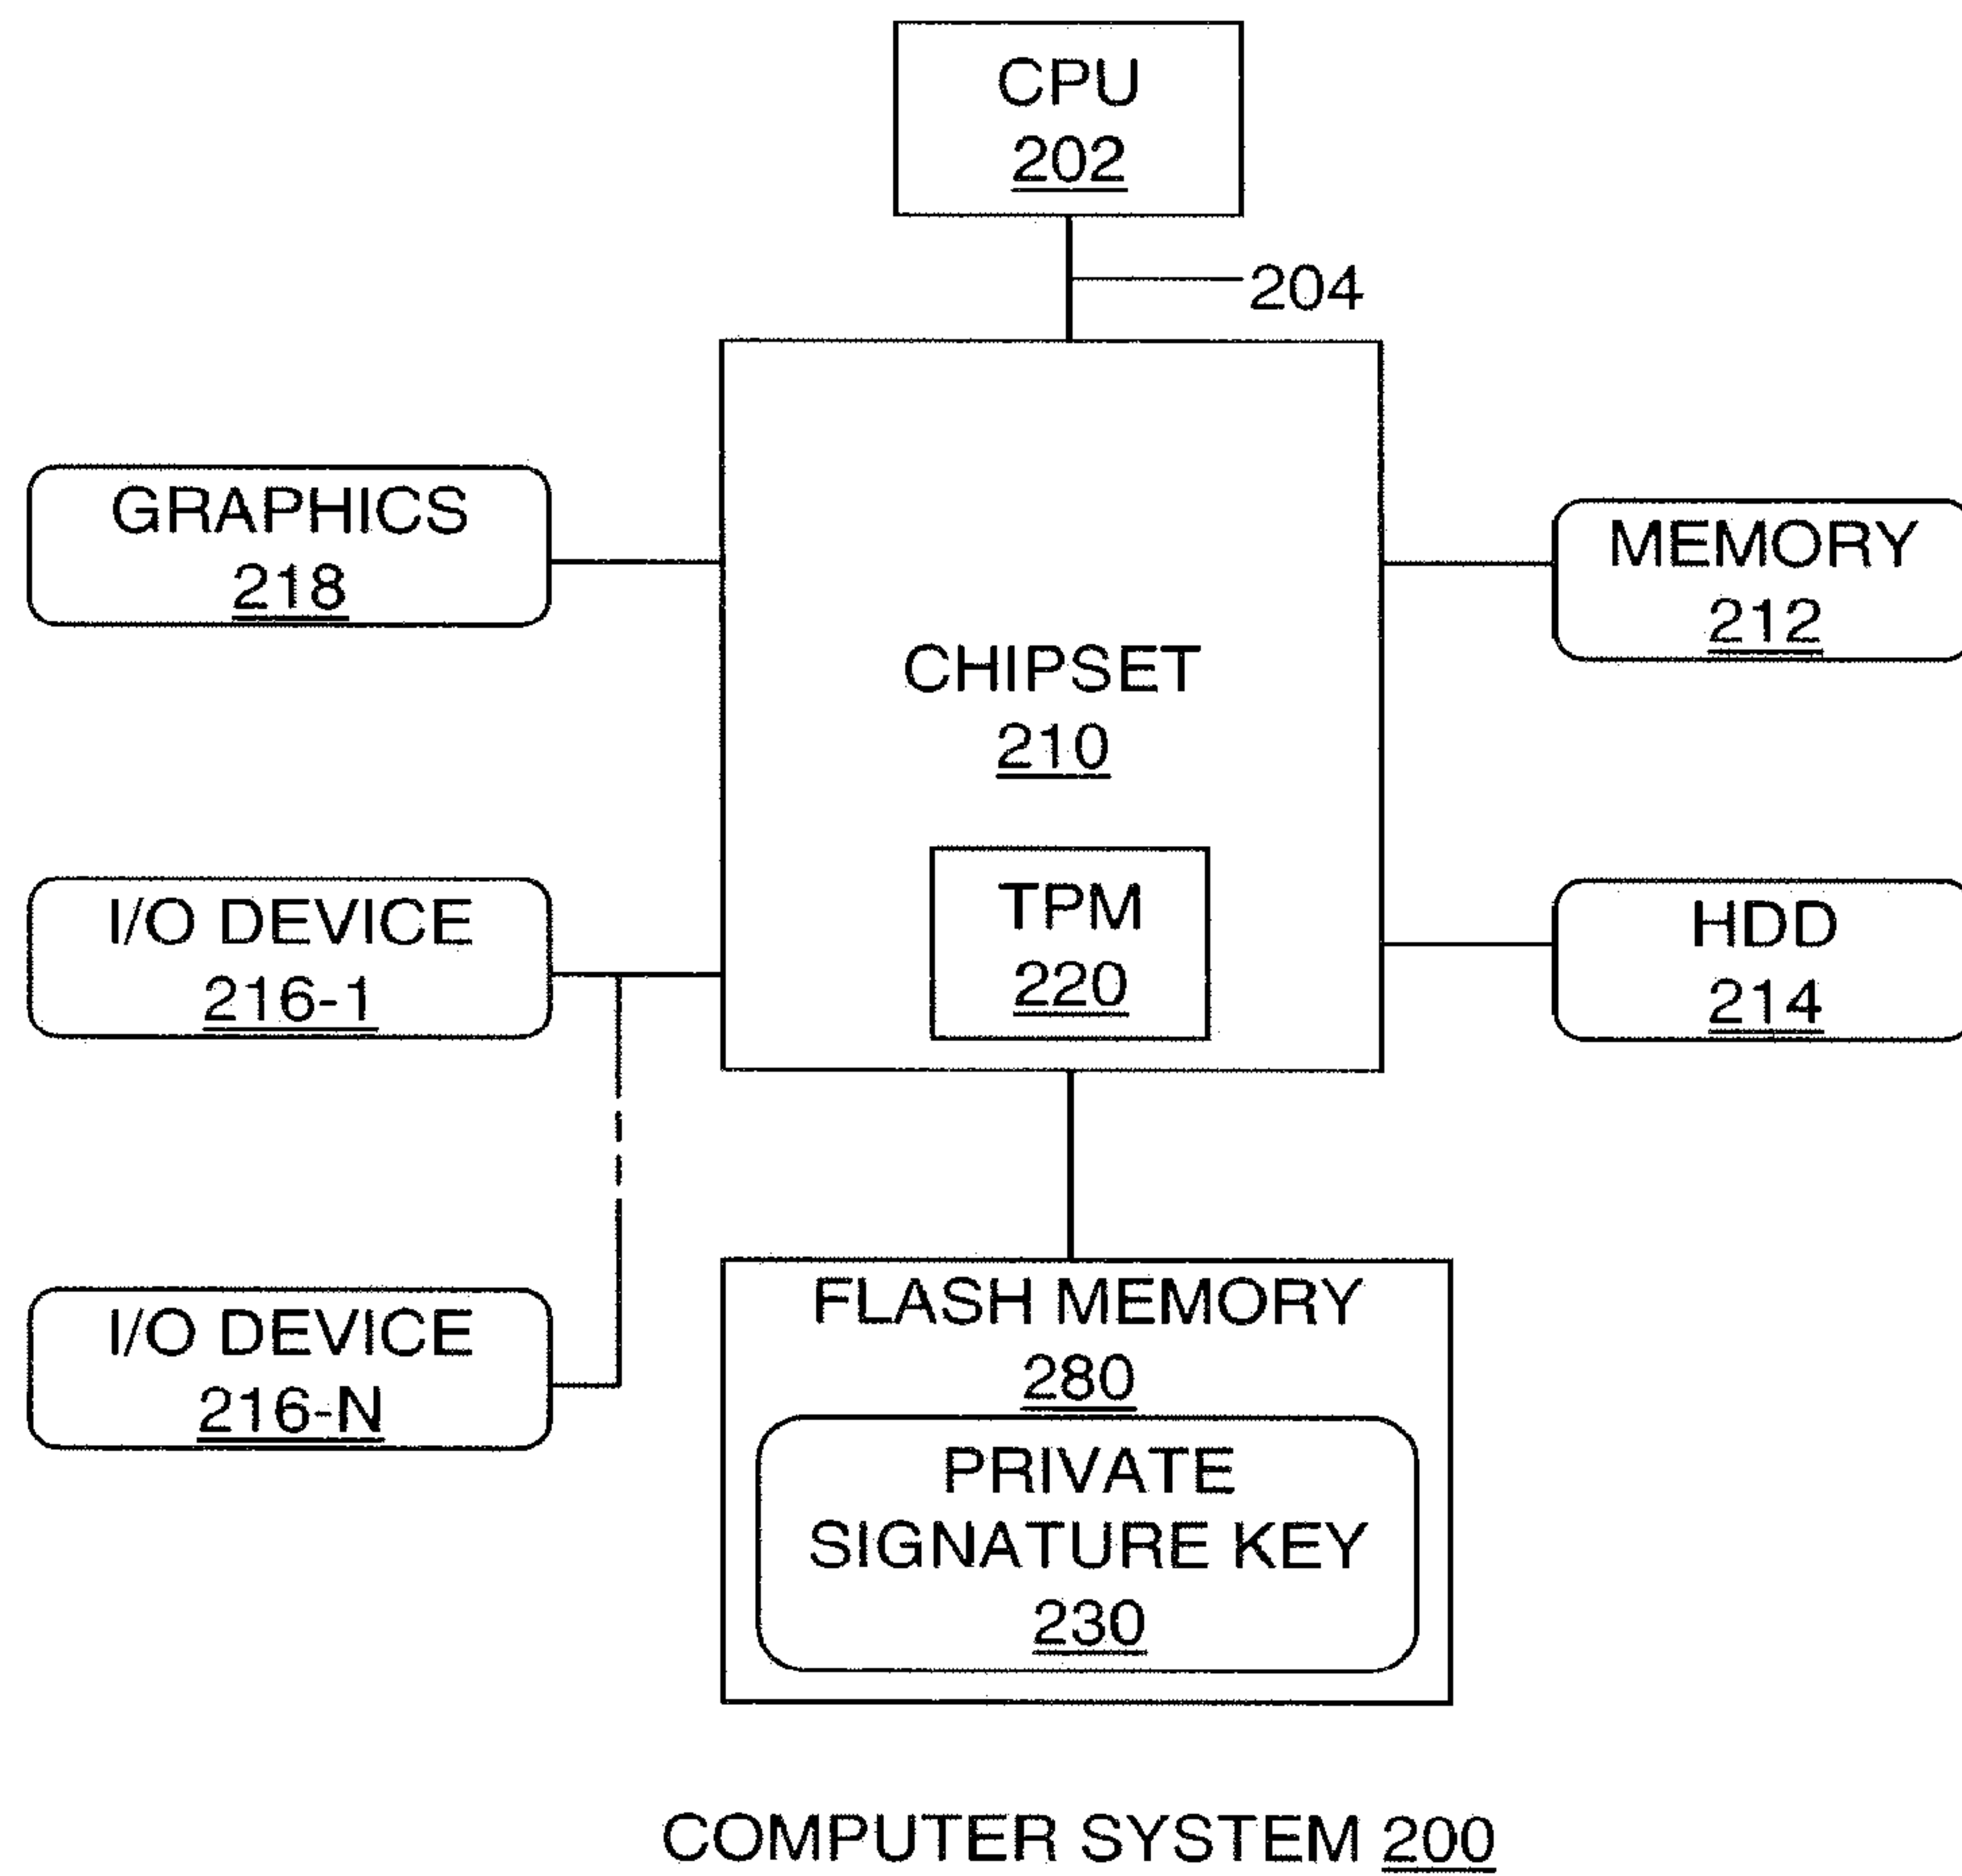 CPU
202
204
GRAPHICS
218
MEMORY
212
CHIPSET
210
I/O DEVICE
216-1
TPM
220
HDD
214
I/O DEVICE
216-N
FLASH MEMORY
280
PRIVATE
SIGNATURE KEY
230
COMPUTER SYSTEM 200